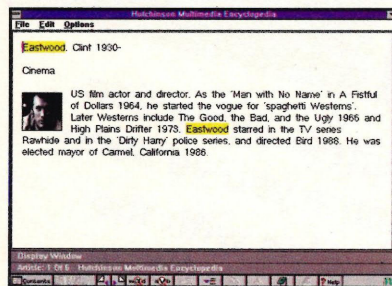 Hutchinson Multimedia Encyclopedia
File Edit Options
Eastwood, Clint 1930-
Cinema
US film actor and director. As the 'Man with No Name' in A Fistful
of Dollars 1964, he started the vogue for 'spaghetti Westerns'.
Later Westerns include The Good, the Bad, and the Ugly 1966 and
High Plains Drifter 1973. Eastwood starred in the TV series
Rawhide and in the 'Dirty Harry' police series, and directed Bird 1988. He was
elected mayor of Carmel, California 1986.
Display Window
Article: 1 Of 5 Hutchinson Multimedia Encyclopedia
Contents Help